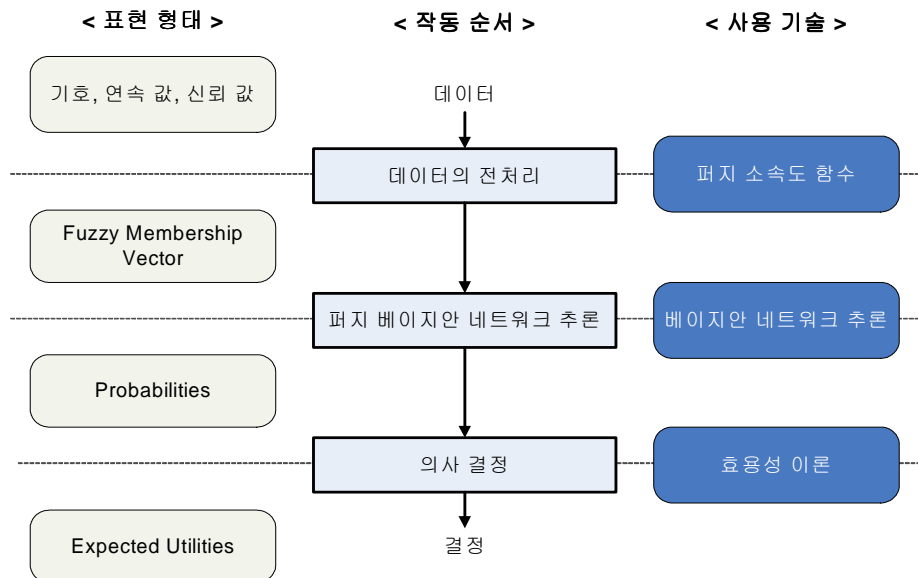 < 표현 형태 >
< 작동 순서 >
< 사용 기술 >
기호, 연속 값, 신뢰 값
데이터
데이터의 전처리
퍼지 소속도 함수
Fuzzy Membership
Vector
퍼지 베이지안 네트워크 추론
베이지안 네트워크 추론
Probabilities
의사 결정
효용성 이론
Expected Utilities
결정